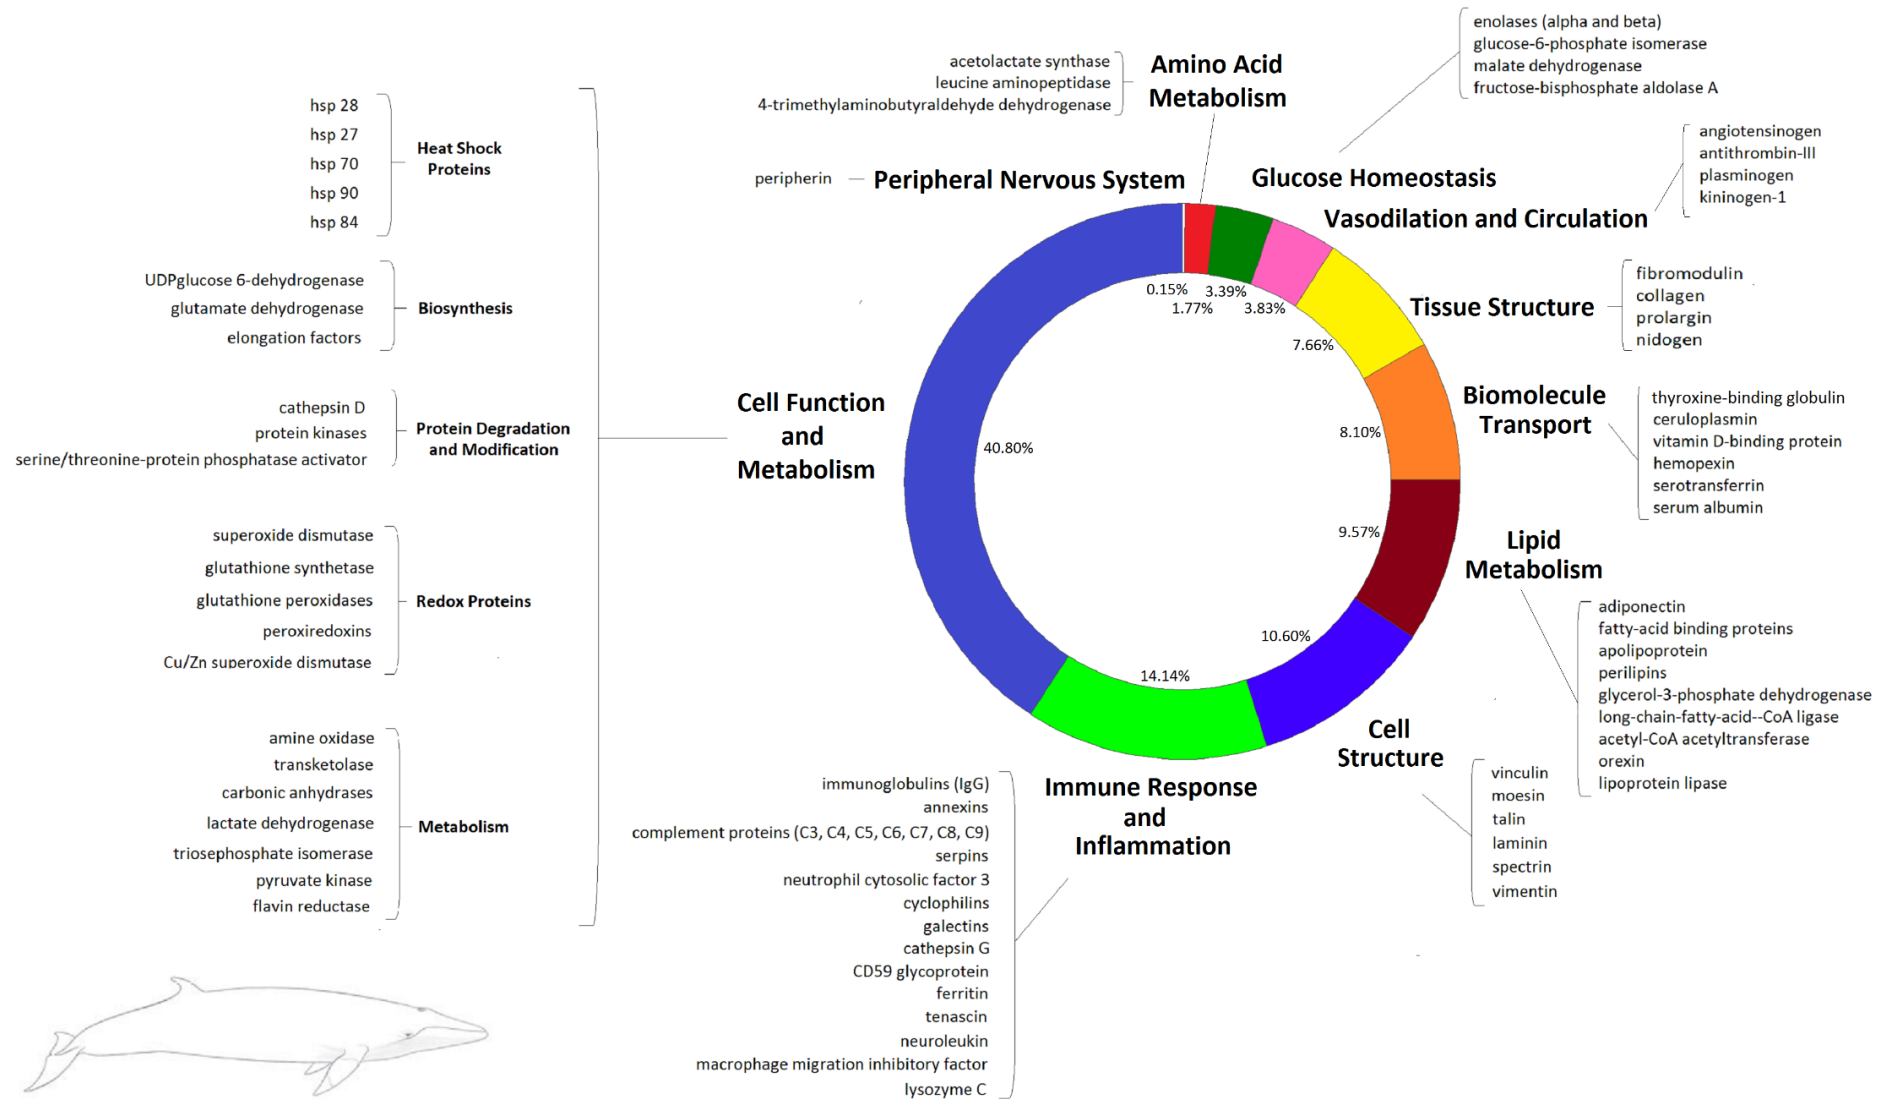 hsp 28
hsp 27
hsp 70
hsp 90
hsp 84
Heat Shock
Proteins
UDPglucose 6-dehydrogenase
glutamate dehydrogenase
elongation factors
Biosynthesis
cathepsin D
protein kinases
serine/threonine-protein phosphatase activator
Protein Degradation
and Modification
superoxide dismutase
glutathione synthetase
glutathione peroxidases
peroxiredoxins
Cu/Zn superoxide dismutase
Redox Proteins
amine oxidase
transketolase
carbonic anhydrases
lactate dehydrogenase
triosephosphate isomerase
pyruvate kinase
flavin reductase
Metabolism
Cell Function
and
Metabolism
40.80%
peripherin
Peripheral Nervous System
0.15%
acetolactate synthase
leucine aminopeptidase
4-trimethylaminobutyraldehyde dehydrogenase
Amino Acid
Metabolism
1.77%
enolases (alpha and beta)
glucose-6-phosphate isomerase
malate dehydrogenase
fructose-bisphosphate aldolase A
Glucose Homeostasis
3.39%
angiotensinogen
antithrombin-III
plasminogen
kininogen-1
Vasodilation and Circulation
3.83%
Tissue Structure
fibromodulin
collagen
prolargin
nidogen
7.66%
Biomolecule
Transport
thyroxine-binding globulin
ceruloplasmin
vitamin D-binding protein
hemopexin
serotransferrin
serum albumin
8.10%
Lipid
Metabolism
9.57%
adiponectin
fatty-acid binding proteins
apolipoprotein
perilipins
glycerol-3-phosphate dehydrogenase
long-chain-fatty-acid--CoA ligase
acetyl-CoA acetyltransferase
orexin
lipoprotein lipase
10.60%
Cell
Structure
vinculin
moesin
talin
laminin
spectrin
vimentin
14.14%
Immune Response
and
Inflammation
immunoglobulins (IgG)
annexins
complement proteins (C3, C4, C5, C6, C7, C8, C9)
serpins
neutrophil cytosolic factor 3
cyclophilins
galectins
cathepsin G
CD59 glycoprotein
ferritin
tenascin
neuroleukin
macrophage migration inhibitory factor
lysozyme C